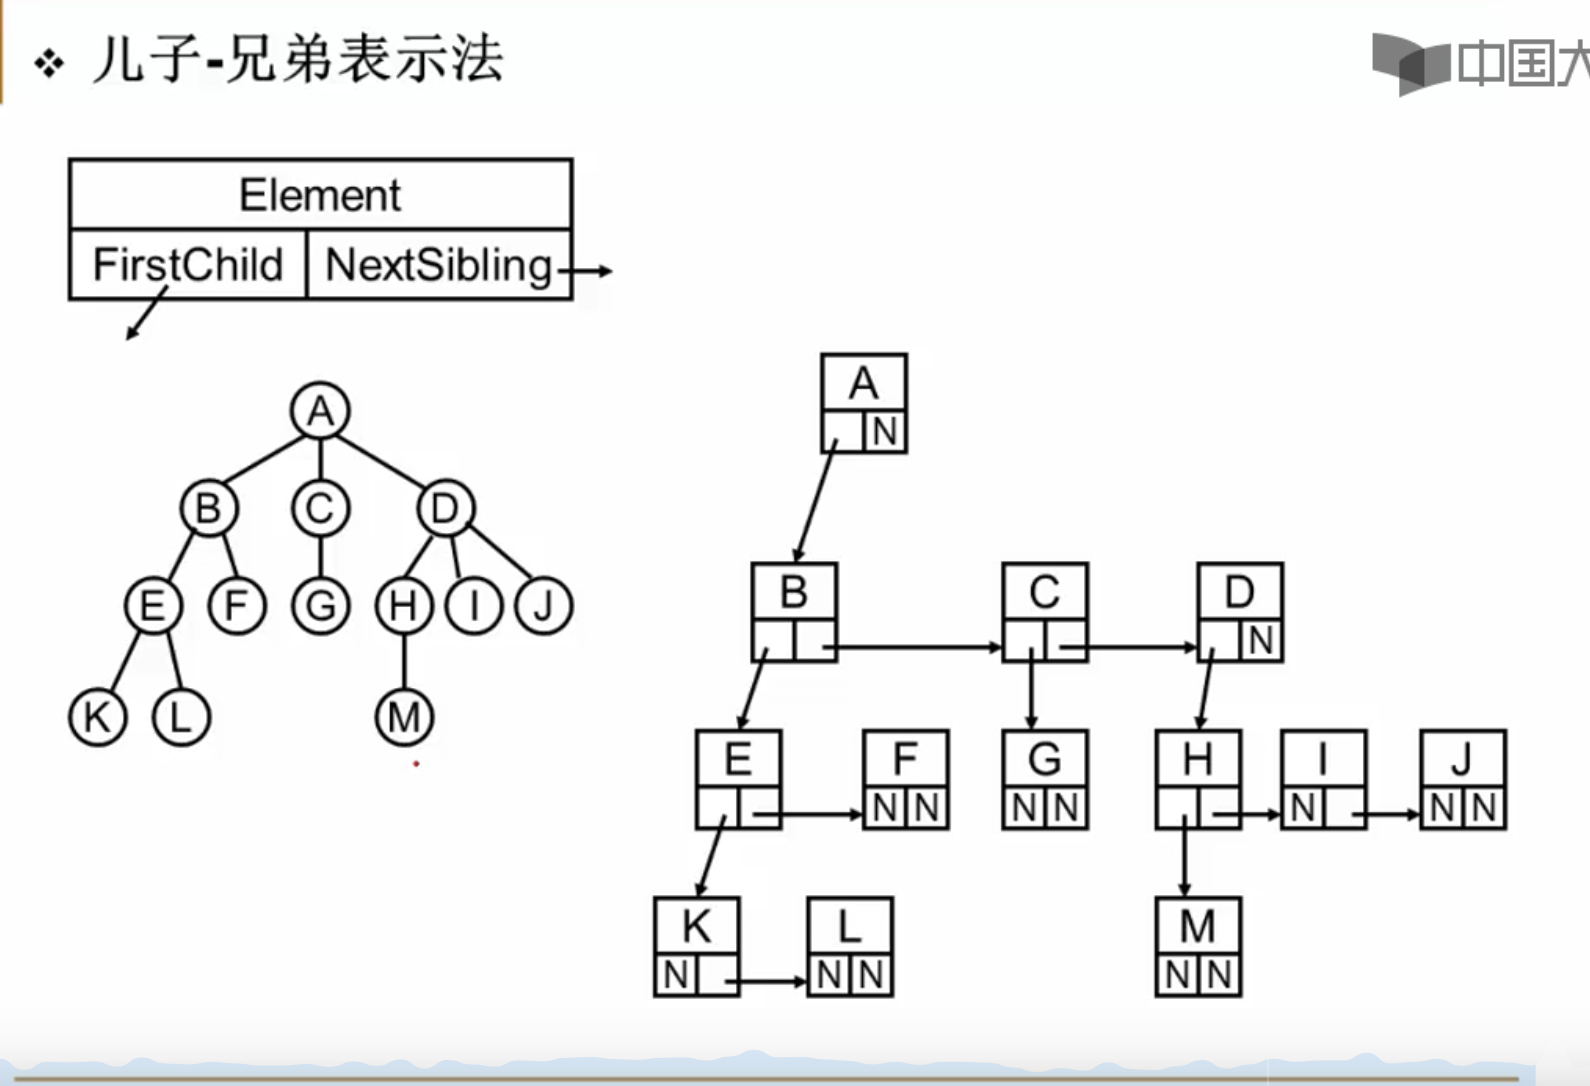 ❖ 儿子-兄弟表示法
中国大
Element
FirstChild NextSibling
A
B C D
E F G H I J
K L M
A
N
B C D
N
E F G H I J
N N N N N N N
K L M
N N N N N